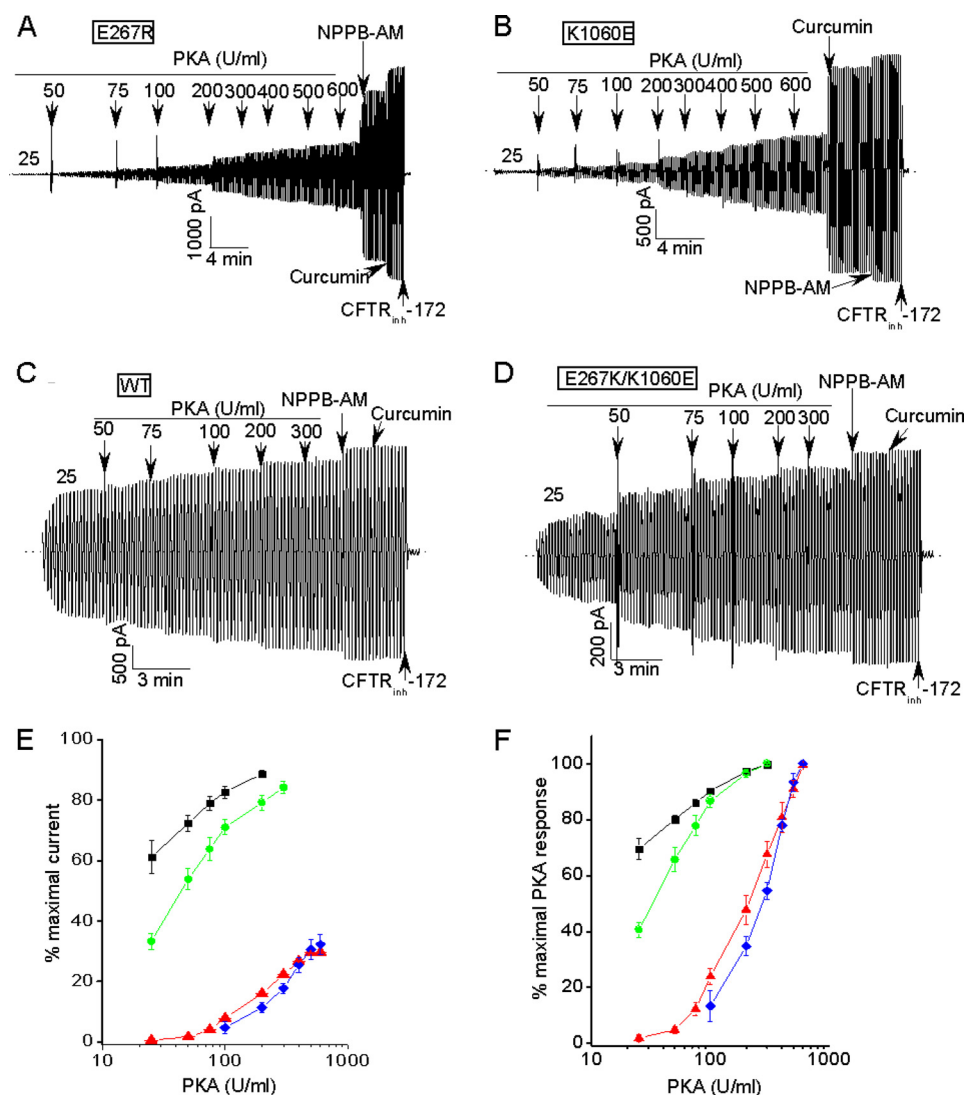 A
E267R
NPPB-AM
PKA (U/ml)
50 75 100 200 300 400 500 600
25
1000 pA
4 min
Curcumin
CFTRinh-172
B
K1060E
Curcumin
PKA (U/ml)
50 75 100 200 300 400 500 600
25
500 pA
4 min
NPPB-AM
CFTRinh-172
C
WT
PKA (U/ml)
NPPB-AM
Curcumin
50 75 100 200 300
25
500 pA
3 min
CFTRinh-172
D
E267K/K1060E
NPPB-AM
PKA (U/ml)
Curcumin
50 75 100 200 300
25
200 pA
3 min
CFTRinh-172
E
% maximal current
100
80
60
40
20
0
10 100 1000
PKA (U/ml)
F
% maximal PKA response
100
80
60
40
20
0
10 100 1000
PKA (U/ml)